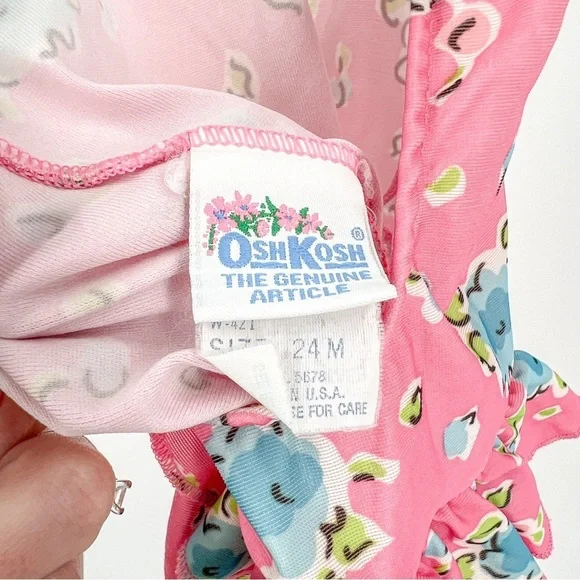 OSHKOSH ®
THE GENUINE
ARTICLE
W-421
24 M
5678
N U.S.A.
SE FOR CARE